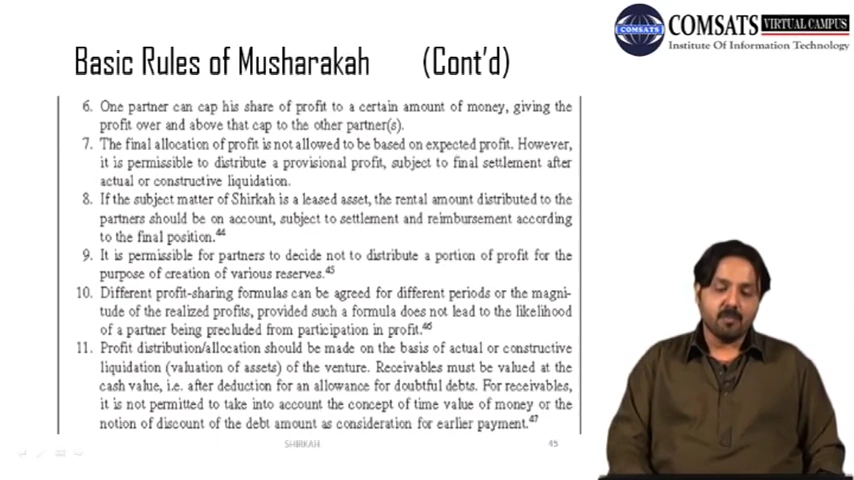 COMSATS VIRTUAL CAMPUS
COMSATS
Institute Of Information Technology
Basic Rules of Musharakah (Cont'd)
6. One partner can cap his share of profit to a certain amount of money, giving the
profit over and above that cap to the other partner(s).
7. The final allocation of profit is not allowed to be based on expected profit. However,
it is permissible to distribute a provisional profit, subject to final settlement after
actual or constructive liquidation.
8. If the subject matter of Shirkah is a leased asset, the rental amount distributed to the
partners should be on account, subject to settlement and reimbursement according
to the final position.44
9. It is permissible for partners to decide not to distribute a portion of profit for the
purpose of creation of various reserves.45
10. Different profit-sharing formulas can be agreed for different periods or the magni-
tude of the realized profits, provided such a formula does not lead to the likelihood
of a partner being precluded from participation in profit.46
11. Profit distribution/allocation should be made on the basis of actual or constructive
liquidation (valuation of assets) of the venture. Receivables must be valued at the
cash value, i.e. after deduction for an allowance for doubtful debts. For receivables,
it is not permitted to take into account the concept of time value of money or the
notion of discount of the debt amount as consideration for earlier payment.47
SHIRKAH 45